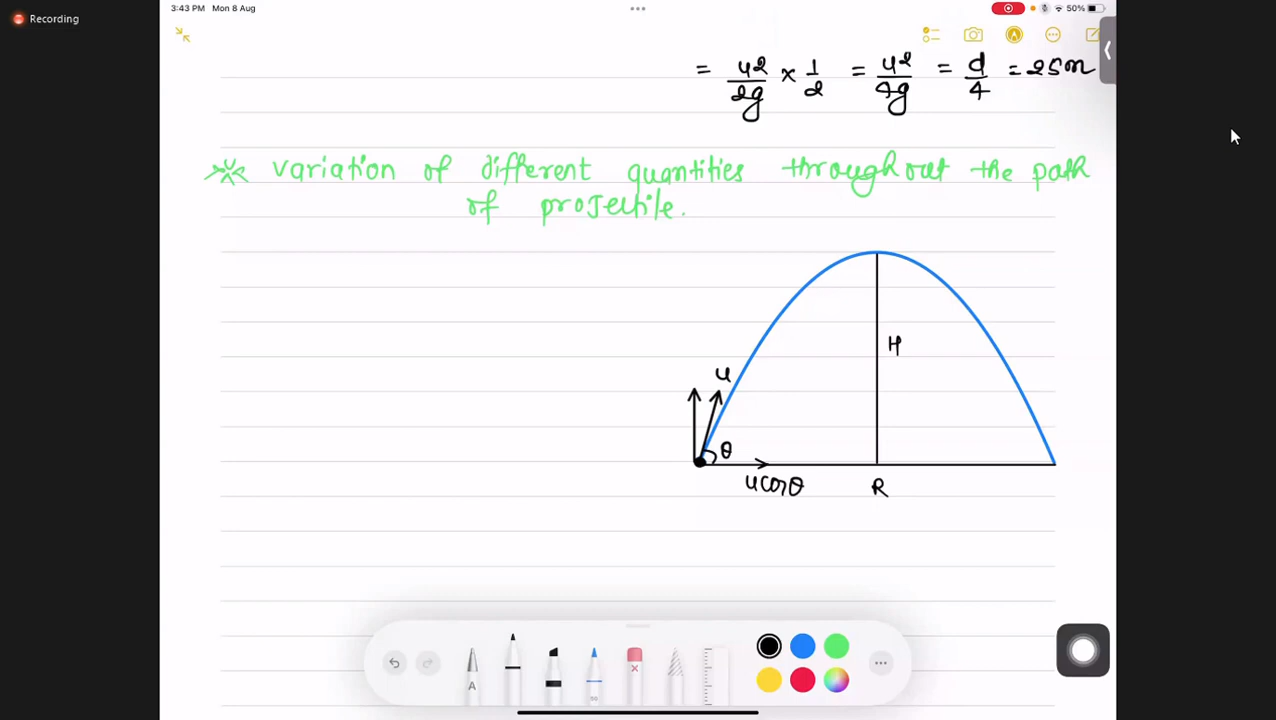 3:43 PM Mon 8 Aug
50%
Recording
= u²/2g × 1/2 = u²/4g = d/4 = 25m
variation of different quantities throughout the path
of projectile.
H
u
θ
ucosθ
R
A
50